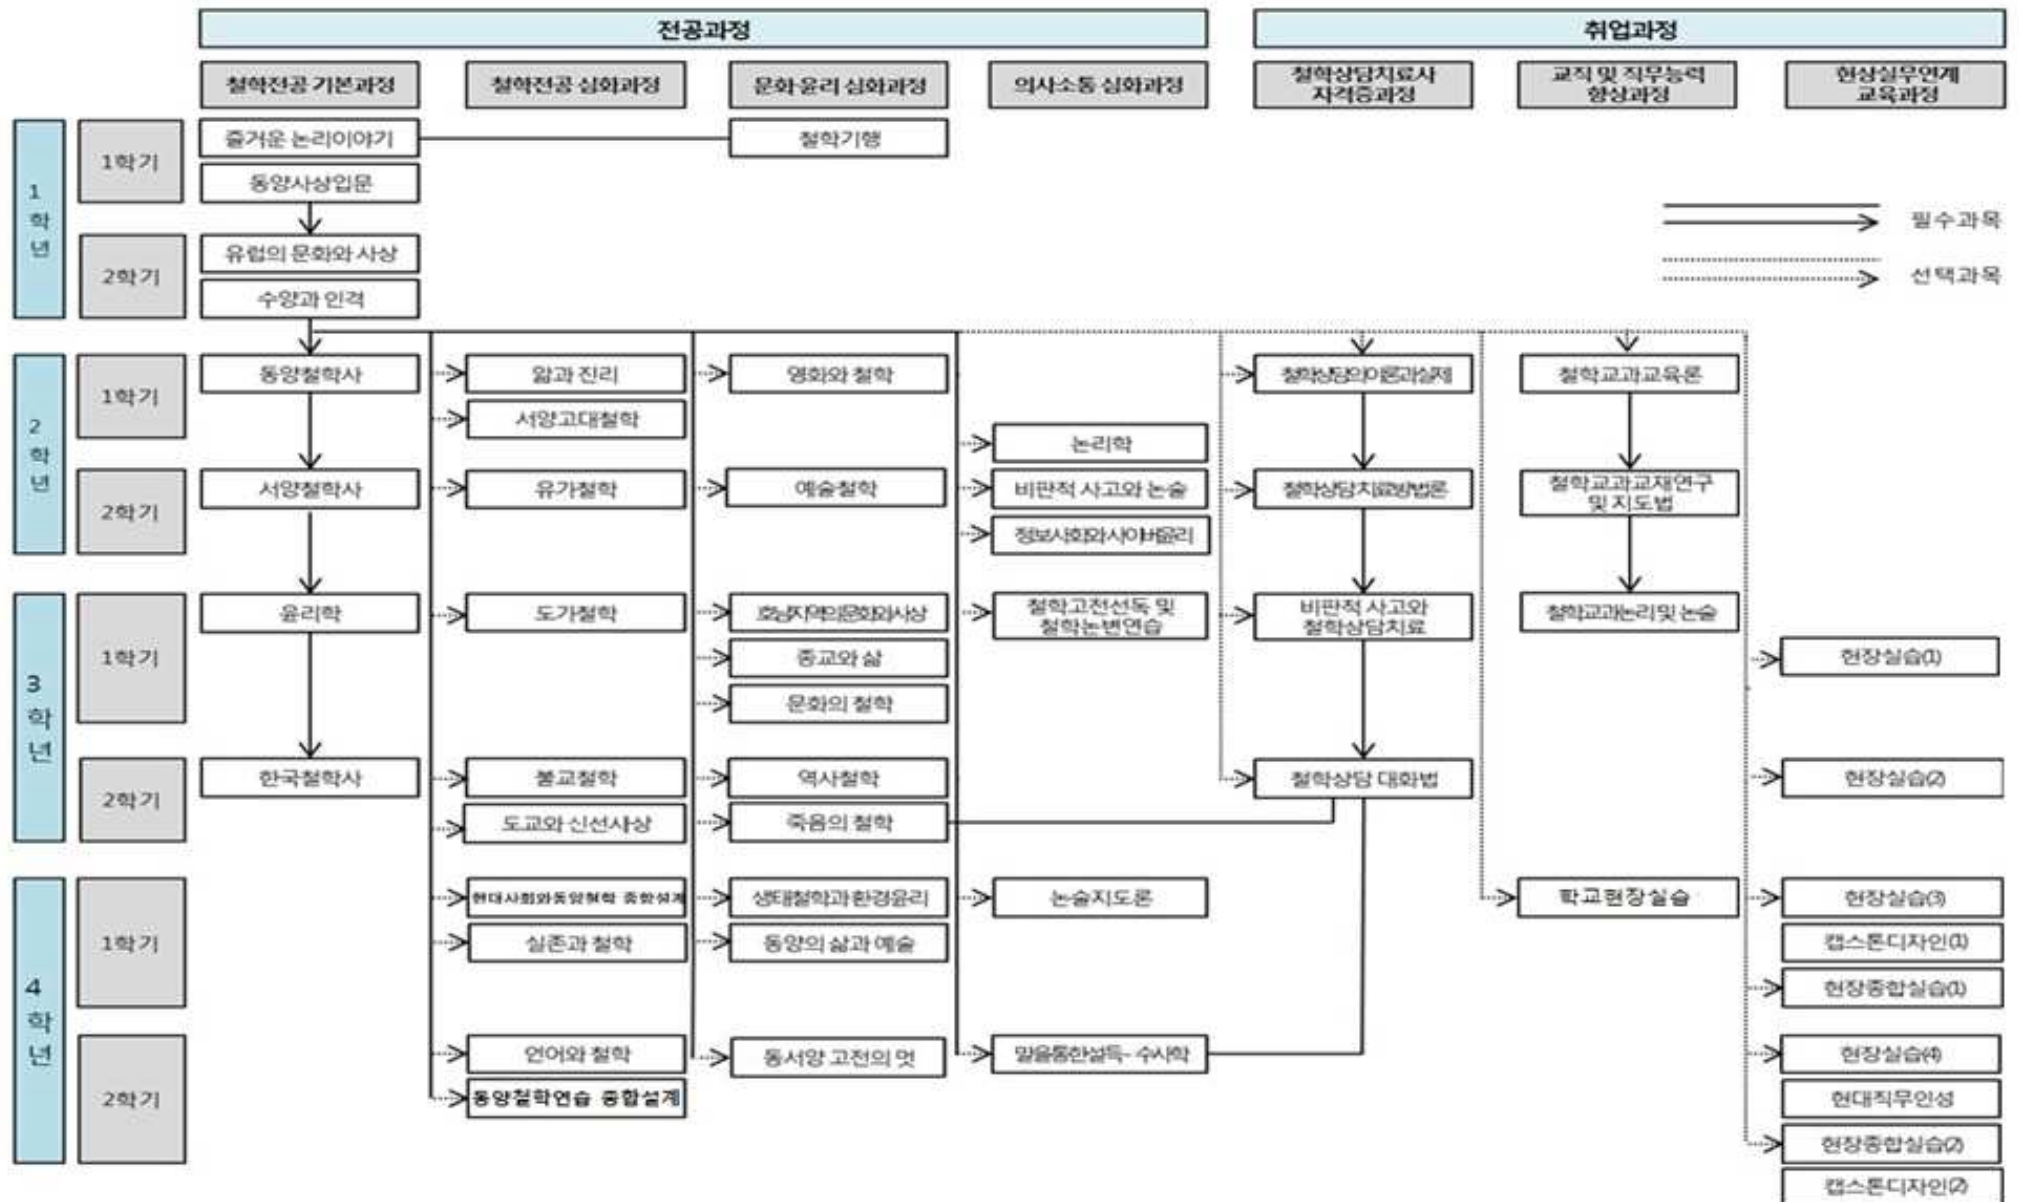 전공과정
취업과정
철학전공 기본과정
철학전공 심화과정
문화·윤리 심화과정
의사소통 심화과정
철학상담치료사
자격증과정
교직 및 직무능력
향상과정
현상실무연계
교육과정
1학년
1학기
즐거운 논리이야기
철학기행
동양사상입문
필수과목
선택과목
2학기
유럽의 문화와 사상
수양과 인격
2학년
1학기
동양철학사
앎과 진리
영화와 철학
철학상담의이론과실제
철학교과교육론
서양고대철학
논리학
2학기
서양철학사
유가철학
예술철학
비판적 사고와 논술
철학상담치료방법론
철학교과교재연구
및 지도법
정보사회와사이버윤리
3학년
1학기
윤리학
도가철학
호남지역의문화와사상
철학고전선독 및
철학논변연습
비판적 사고와
철학상담치료
철학교과논리 및 논술
종교와 삶
현장실습(1)
문화의 철학
2학기
한국철학사
불교철학
역사철학
철학상담 대화법
현장실습(2)
도교와 신선사상
죽음의 철학
4학년
1학기
현대사회와동양철학 종합설계
생태철학과환경윤리
논술지도론
학교현장실습
현장실습(3)
실존과 철학
동양의 삶과 예술
캡스톤디자인(1)
현장종합실습(1)
2학기
언어와 철학
동서양 고전의 멋
말을통한설득- 수사학
현장실습(4)
동양철학연습 종합설계
현대직무인성
현장종합실습(2)
캡스톤디자인(2)